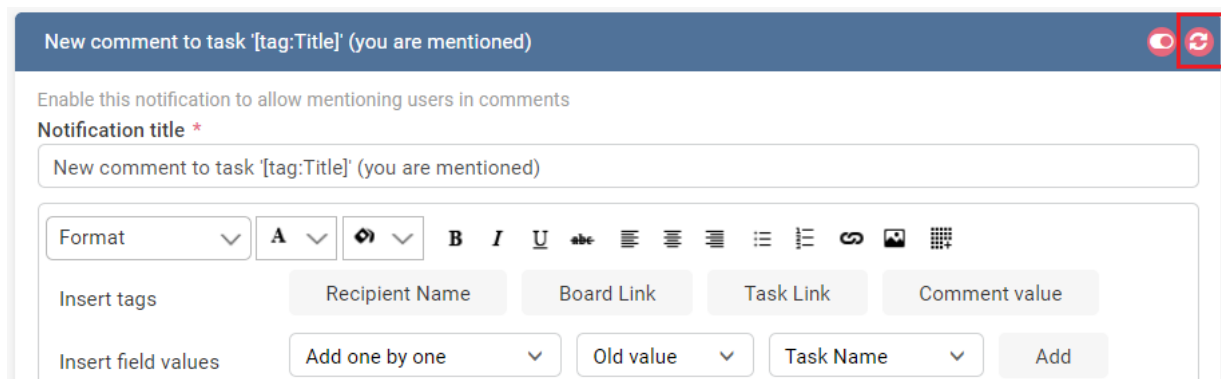 New comment to task '[tag:Title]' (you are mentioned)
Enable this notification to allow mentioning users in comments
Notification title *
New comment to task '[tag:Title]' (you are mentioned)
Format A B I U abc
Insert tags Recipient Name Board Link Task Link Comment value
Insert field values Add one by one Old value Task Name Add